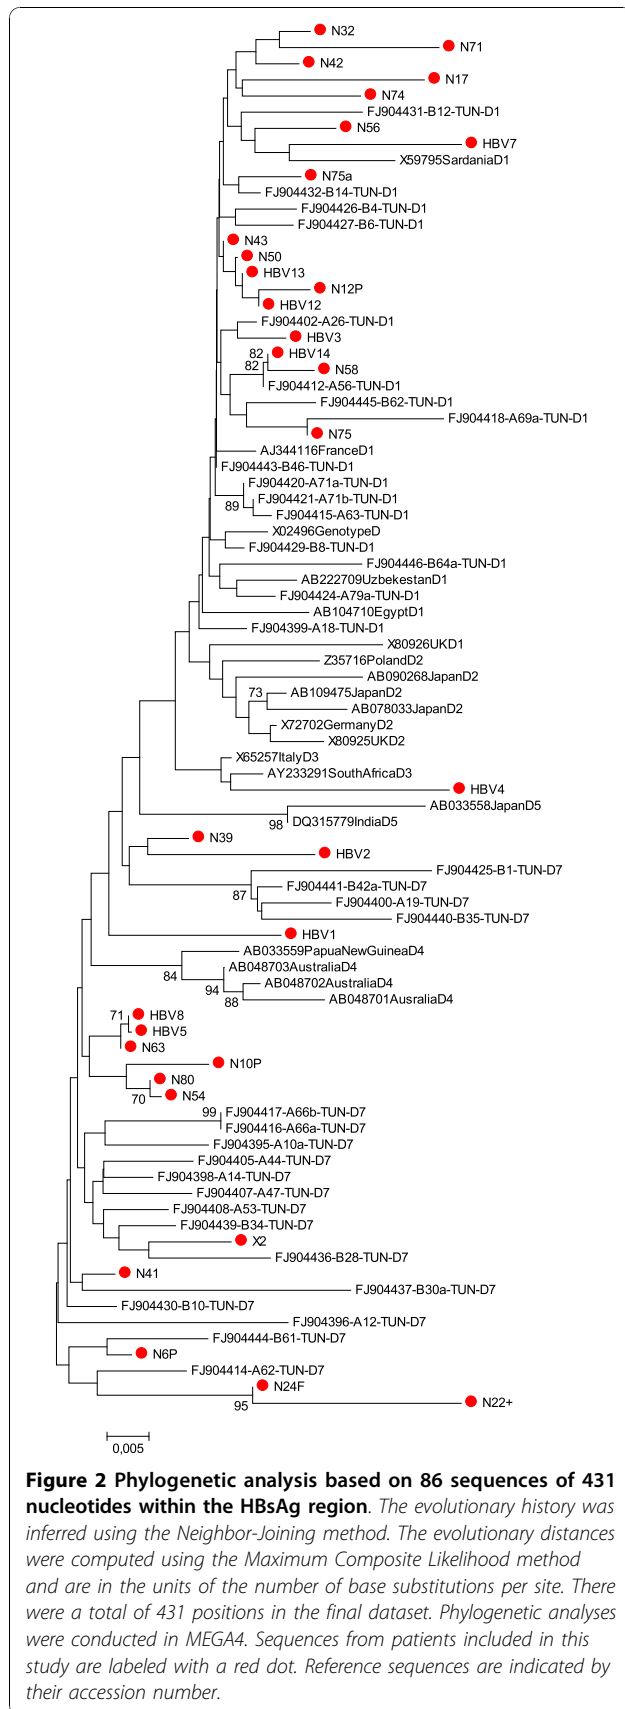 N32
N71
N42
N17
N74
FJ904431-B12-TUN-D1
N56
HBV7
X59795SardaniaD1
N75a
FJ904432-B14-TUN-D1
FJ904426-B4-TUN-D1
FJ904427-B6-TUN-D1
N43
N50
HBV13
N12P
HBV12
FJ904402-A26-TUN-D1
HBV3
82 HBV14
82 N58
FJ904412-A56-TUN-D1
FJ904445-B62-TUN-D1
FJ904418-A69a-TUN-D1
N75
AJ344116FranceD1
FJ904443-B46-TUN-D1
FJ904420-A71a-TUN-D1
FJ904421-A71b-TUN-D1
89 FJ904415-A63-TUN-D1
X02496GenotypeD
FJ904429-B8-TUN-D1
FJ904446-B64a-TUN-D1
AB222709UzbekestanD1
FJ904424-A79a-TUN-D1
AB104710EgyptD1
FJ904399-A18-TUN-D1
X80926UKD1
Z35716PolandD2
AB090268JapanD2
73 AB109475JapanD2
AB078033JapanD2
X72702GermanyD2
X80925UKD2
X65257ItalyD3
AY233291SouthAfricaD3
HBV4
AB033558JapanD5
98 DQ315779IndiaD5
N39
HBV2
FJ904425-B1-TUN-D7
87 FJ904441-B42a-TUN-D7
FJ904400-A19-TUN-D7
FJ904440-B35-TUN-D7
HBV1
AB033559PapuaNewGuineaD4
84 AB048703AustraliaD4
94 AB048702AustraliaD4
88 AB048701AusraliaD4
71 HBV8
HBV5
N63
N10P
N80
70 N54
99 FJ904417-A66b-TUN-D7
FJ904416-A66a-TUN-D7
FJ904395-A10a-TUN-D7
FJ904405-A44-TUN-D7
FJ904398-A14-TUN-D7
FJ904407-A47-TUN-D7
FJ904408-A53-TUN-D7
FJ904439-B34-TUN-D7
X2
FJ904436-B28-TUN-D7
N41
FJ904437-B30a-TUN-D7
FJ904430-B10-TUN-D7
FJ904396-A12-TUN-D7
FJ904444-B61-TUN-D7
N6P
FJ904414-A62-TUN-D7
N24F
95 N22+
0,005
Figure 2 Phylogenetic analysis based on 86 sequences of 431
nucleotides within the HBsAg region. The evolutionary history was
inferred using the Neighbor-Joining method. The evolutionary distances
were computed using the Maximum Composite Likelihood method
and are in the units of the number of base substitutions per site. There
were a total of 431 positions in the final dataset. Phylogenetic analyses
were conducted in MEGA4. Sequences from patients included in this
study are labeled with a red dot. Reference sequences are indicated by
their accession number.